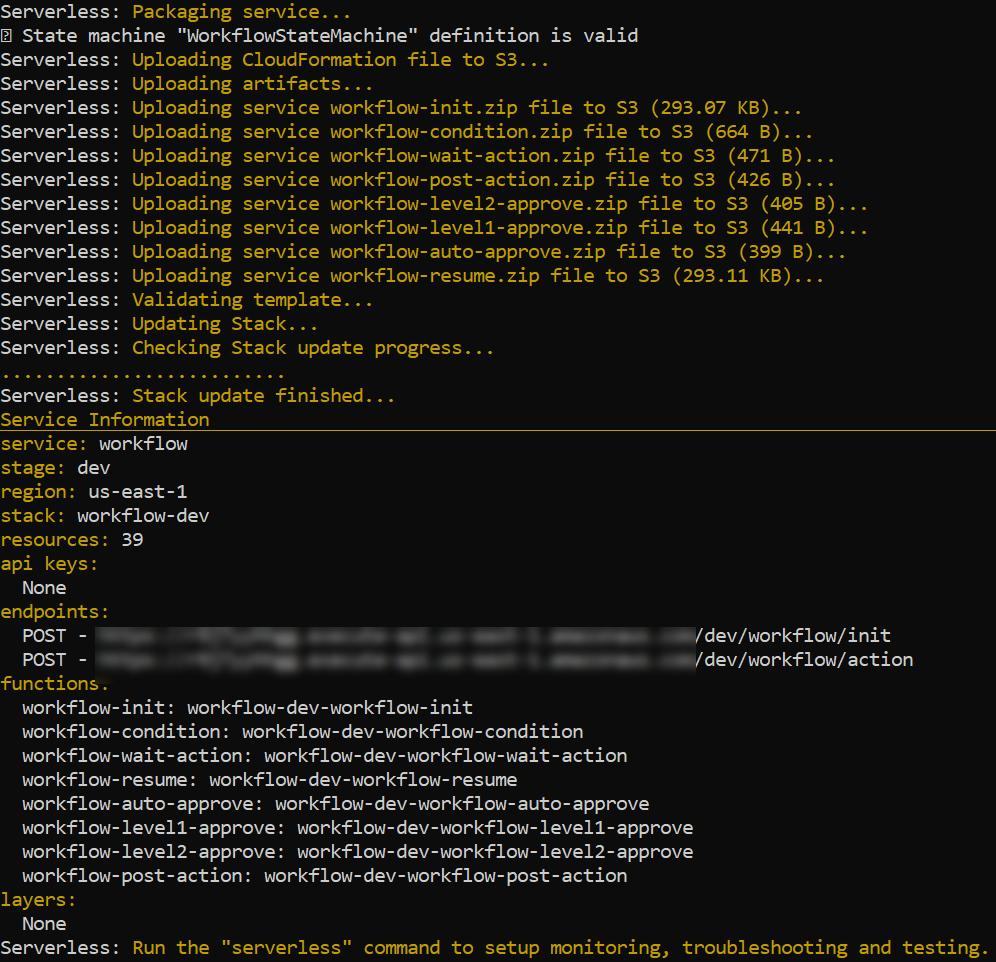 Serverless: Packaging service...
State machine "WorkflowStateMachine" definition is valid
Serverless: Uploading CloudFormation file to S3...
Serverless: Uploading artifacts...
Serverless: Uploading service workflow-init.zip file to S3 (293.07 KB)...
Serverless: Uploading service workflow-condition.zip file to S3 (664 B)...
Serverless: Uploading service workflow-wait-action.zip file to S3 (471 B)...
Serverless: Uploading service workflow-post-action.zip file to S3 (426 B)...
Serverless: Uploading service workflow-level2-approve.zip file to S3 (405 B)...
Serverless: Uploading service workflow-level1-approve.zip file to S3 (441 B)...
Serverless: Uploading service workflow-auto-approve.zip file to S3 (399 B)...
Serverless: Uploading service workflow-resume.zip file to S3 (293.11 KB)...
Serverless: Validating template...
Serverless: Updating Stack...
Serverless: Checking Stack update progress...
..........................
Serverless: Stack update finished...
Service Information
service: workflow
stage: dev
region: us-east-1
stack: workflow-dev
resources: 39
api keys:
  None
endpoints:
  POST - /dev/workflow/init
  POST - /dev/workflow/action
functions:
  workflow-init: workflow-dev-workflow-init
  workflow-condition: workflow-dev-workflow-condition
  workflow-wait-action: workflow-dev-workflow-wait-action
  workflow-resume: workflow-dev-workflow-resume
  workflow-auto-approve: workflow-dev-workflow-auto-approve
  workflow-level1-approve: workflow-dev-workflow-level1-approve
  workflow-level2-approve: workflow-dev-workflow-level2-approve
  workflow-post-action: workflow-dev-workflow-post-action
layers:
  None
Serverless: Run the "serverless" command to setup monitoring, troubleshooting and testing.